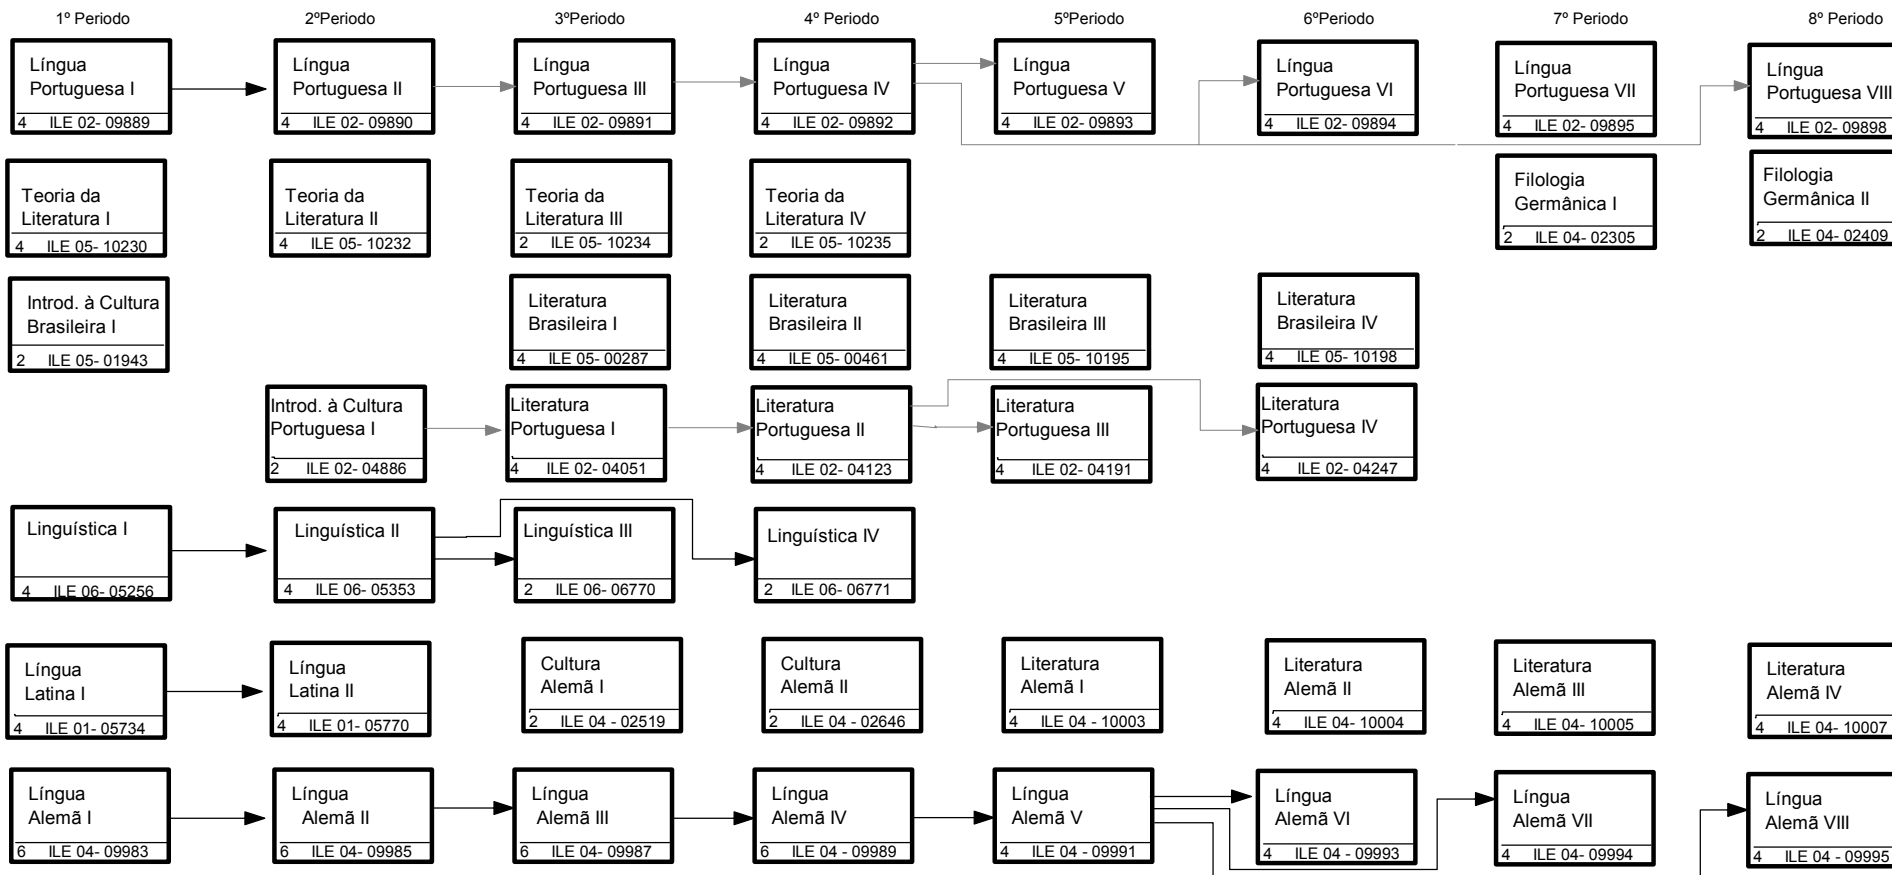 1º Periodo
2ºPeriodo
3ºPeriodo
4º Periodo
5ºPeriodo
6ºPeriodo
7º Periodo
8º Periodo
Língua
Portuguesa I
4 ILE 02- 09889
Língua
Portuguesa II
4 ILE 02- 09890
Língua
Portuguesa III
4 ILE 02- 09891
Língua
Portuguesa IV
4 ILE 02- 09892
Língua
Portuguesa V
4 ILE 02- 09893
Língua
Portuguesa VI
4 ILE 02- 09894
Língua
Portuguesa VII
4 ILE 02- 09895
Língua
Portuguesa VIII
4 ILE 02- 09898
Teoria da
Literatura I
4 ILE 05- 10230
Teoria da
Literatura II
4 ILE 05- 10232
Teoria da
Literatura III
2 ILE 05- 10234
Teoria da
Literatura IV
2 ILE 05- 10235
Filologia
Germânica I
2 ILE 04- 02305
Filologia
Germânica II
2 ILE 04- 02409
Introd. à Cultura
Brasileira I
2 ILE 05- 01943
Literatura
Brasileira I
4 ILE 05- 00287
Literatura
Brasileira II
4 ILE 05- 00461
Literatura
Brasileira III
4 ILE 05- 10195
Literatura
Brasileira IV
4 ILE 05- 10198
Introd. à Cultura
Portuguesa I
2 ILE 02- 04886
Literatura
Portuguesa I
4 ILE 02- 04051
Literatura
Portuguesa II
4 ILE 02- 04123
Literatura
Portuguesa III
4 ILE 02- 04191
Literatura
Portuguesa IV
4 ILE 02- 04247
Linguística I
4 ILE 06- 05256
Linguística II
4 ILE 06- 05353
Linguística III
2 ILE 06- 06770
Linguística IV
2 ILE 06- 06771
Língua
Latina I
4 ILE 01- 05734
Língua
Latina II
4 ILE 01- 05770
Cultura
Alemã I
2 ILE 04 - 02519
Cultura
Alemã II
2 ILE 04 - 02646
Literatura
Alemã I
4 ILE 04 - 10003
Literatura
Alemã II
4 ILE 04- 10004
Literatura
Alemã III
4 ILE 04- 10005
Literatura
Alemã IV
4 ILE 04- 10007
Língua
Alemã I
6 ILE 04- 09983
Língua
Alemã II
6 ILE 04- 09985
Língua
Alemã III
6 ILE 04- 09987
Língua
Alemã IV
6 ILE 04 - 09989
Língua
Alemã V
4 ILE 04 - 09991
Língua
Alemã VI
4 ILE 04 - 09993
Língua
Alemã VII
4 ILE 04- 09994
Língua
Alemã VIII
4 ILE 04 - 09995